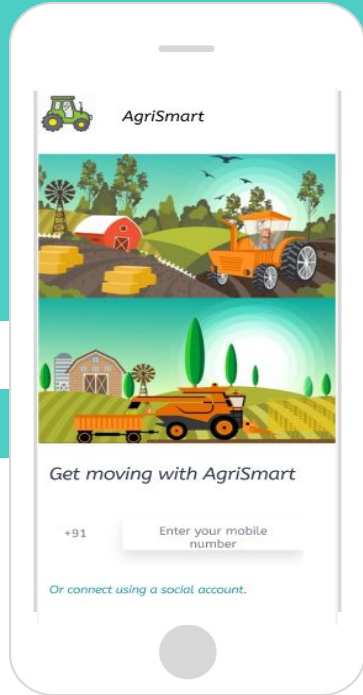 AgriSmart
Get moving with AgriSmart
+91
Enter your mobile
number
Or connect using a social account.